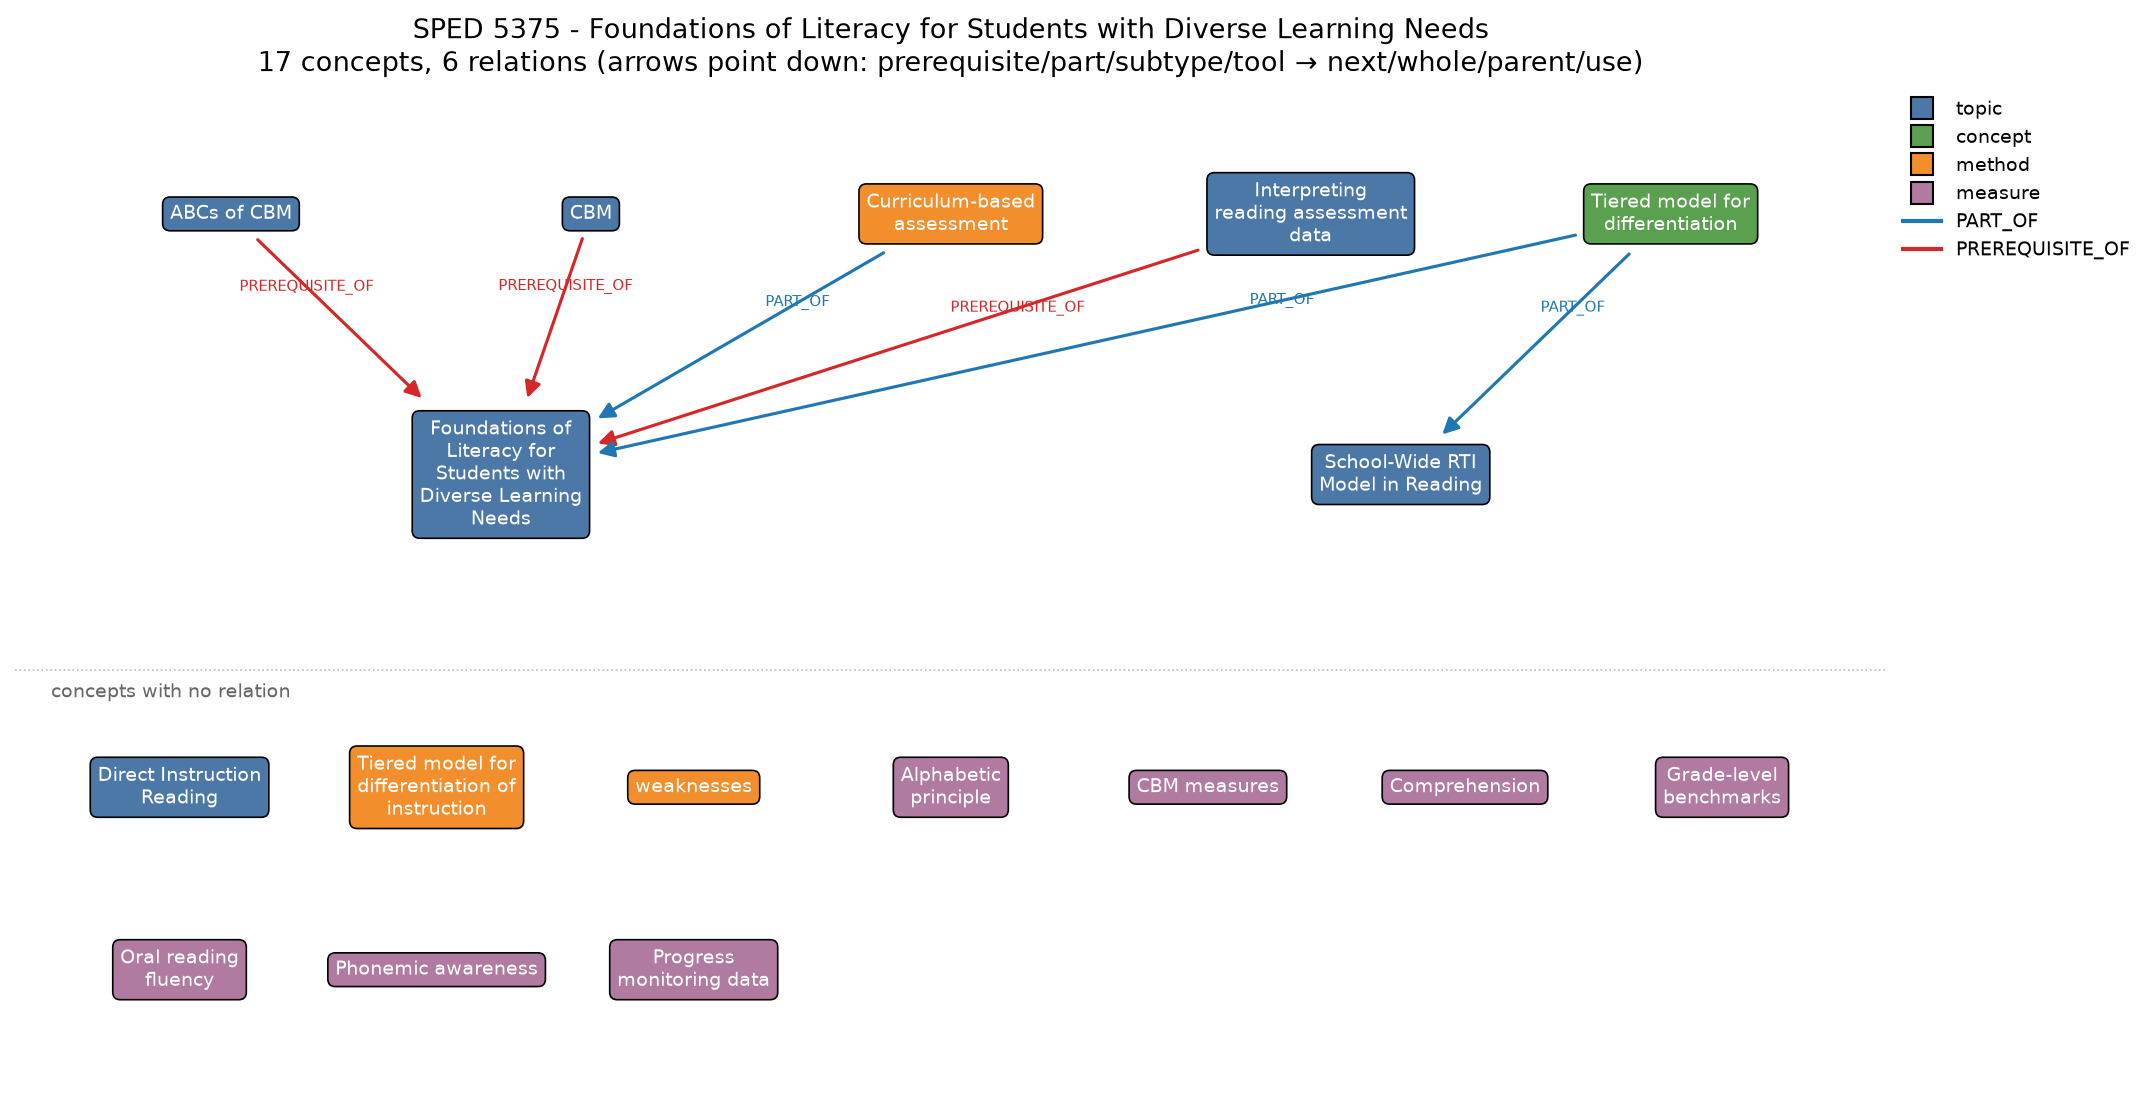 SPED 5375 - Foundations of Literacy for Students with Diverse Learning Needs
17 concepts, 6 relations (arrows point down: prerequisite/part/subtype/tool → next/whole/parent/use)
topic
concept
method
measure
PART_OF
PREREQUISITE_OF
ABCs of CBM
CBM
Curriculum-based
assessment
Interpreting
reading assessment
data
Tiered model for
differentiation
PREREQUISITE_OF
PREREQUISITE_OF
PART_OF
PREREQUISITE_OF
PART_OF
PART_OF
Foundations of
Literacy for
Students with
Diverse Learning
Needs
School-Wide RTI
Model in Reading
concepts with no relation
Direct Instruction
Reading
Tiered model for
differentiation of
instruction
weaknesses
Alphabetic
principle
CBM measures
Comprehension
Grade-level
benchmarks
Oral reading
fluency
Phonemic awareness
Progress
monitoring data